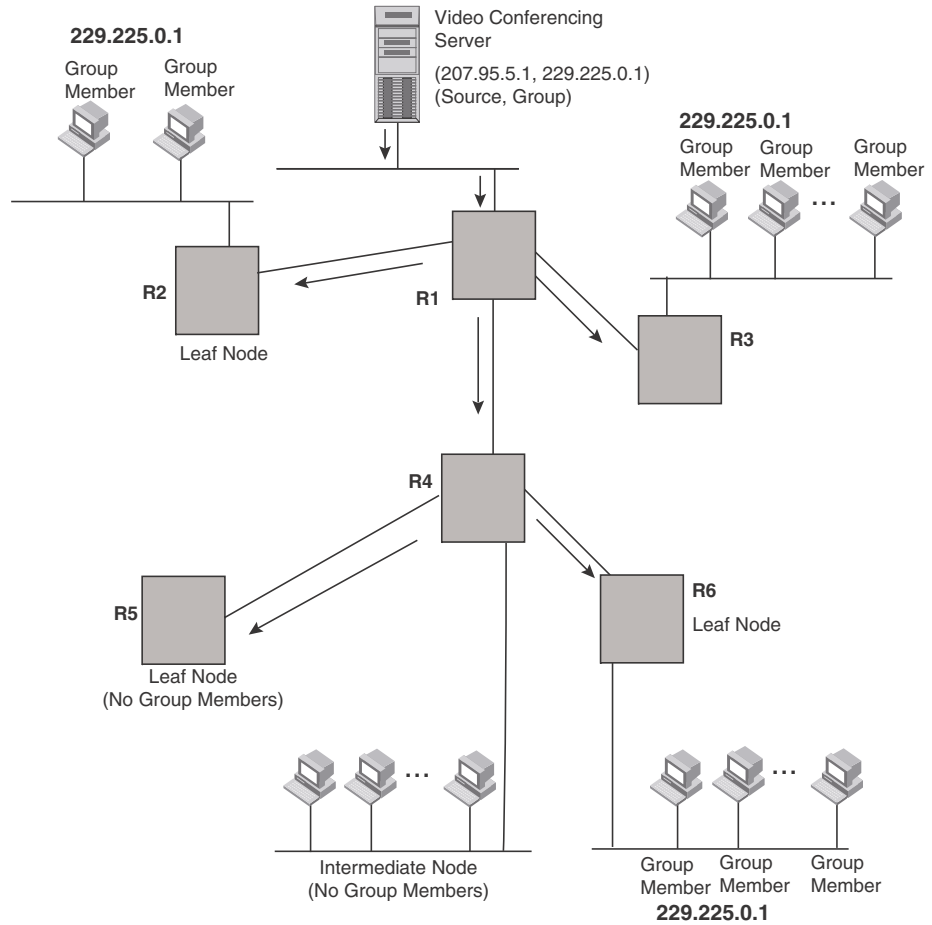 229.225.0.1
Group
Member
Group
Member
Video Conferencing
Server
(207.95.5.1, 229.225.0.1)
(Source, Group)
229.225.0.1
Group
Member
Group
Member
Group
Member
...
R2
Leaf Node
R1
R3
R4
R5
Leaf Node
(No Group Members)
R6
Leaf Node
...
Intermediate Node
(No Group Members)
...
Group
Member
Group
Member
Group
Member
229.225.0.1